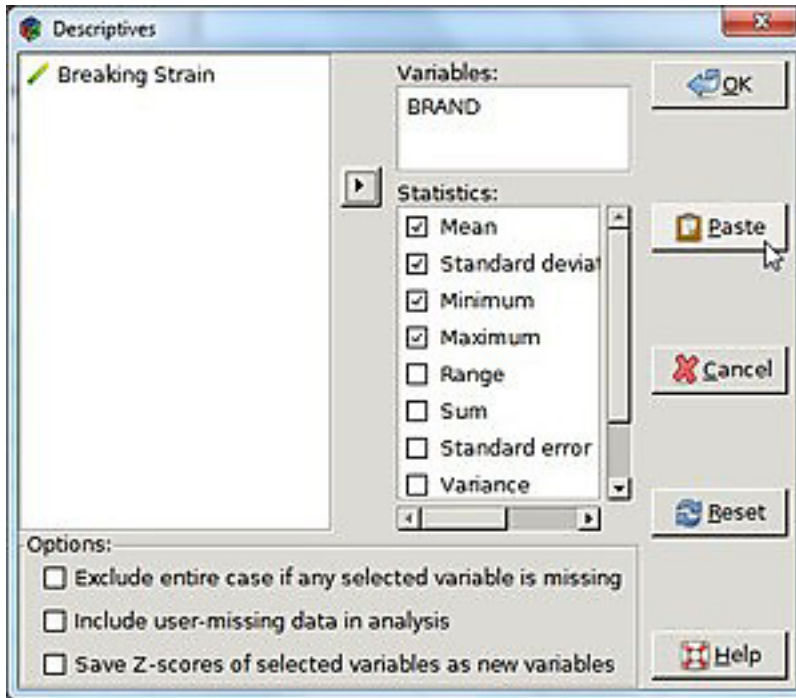 Descriptives
Breaking Strain
Variables:
BRAND
Statistics:
Mean
Standard deviat
Minimum
Maximum
Range
Sum
Standard error
Variance
OK
Paste
Cancel
Reset
Help
Options:
Exclude entire case if any selected variable is missing
Include user-missing data in analysis
Save Z-scores of selected variables as new variables